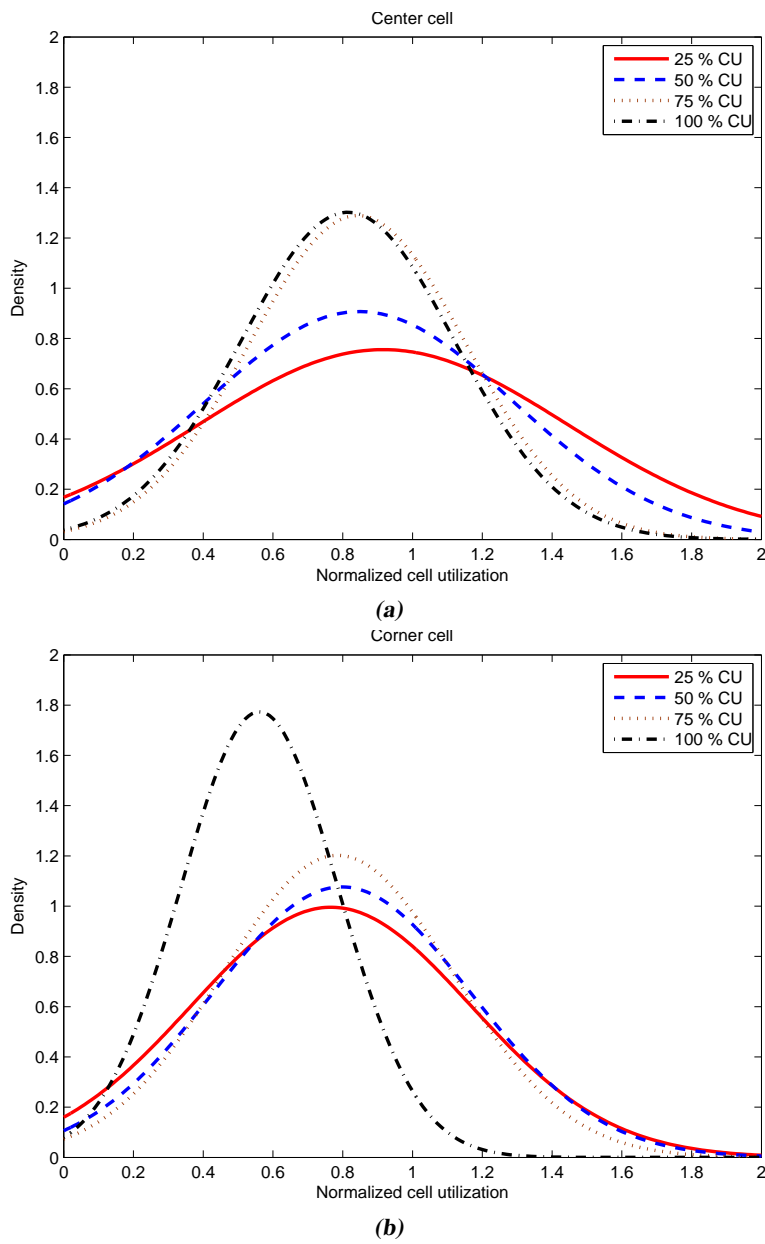 Center cell
2
1.8
1.6
1.4
1.2
1
0.8
0.6
0.4
0.2
0
Density
25 % CU
50 % CU
75 % CU
100 % CU
0 0.2 0.4 0.6 0.8 1 1.2 1.4 1.6 1.8 2
Normalized cell utilization
(a)
Corner cell
2
1.8
1.6
1.4
1.2
1
0.8
0.6
0.4
0.2
0
Density
25 % CU
50 % CU
75 % CU
100 % CU
0 0.2 0.4 0.6 0.8 1 1.2 1.4 1.6 1.8 2
Normalized cell utilization
(b)